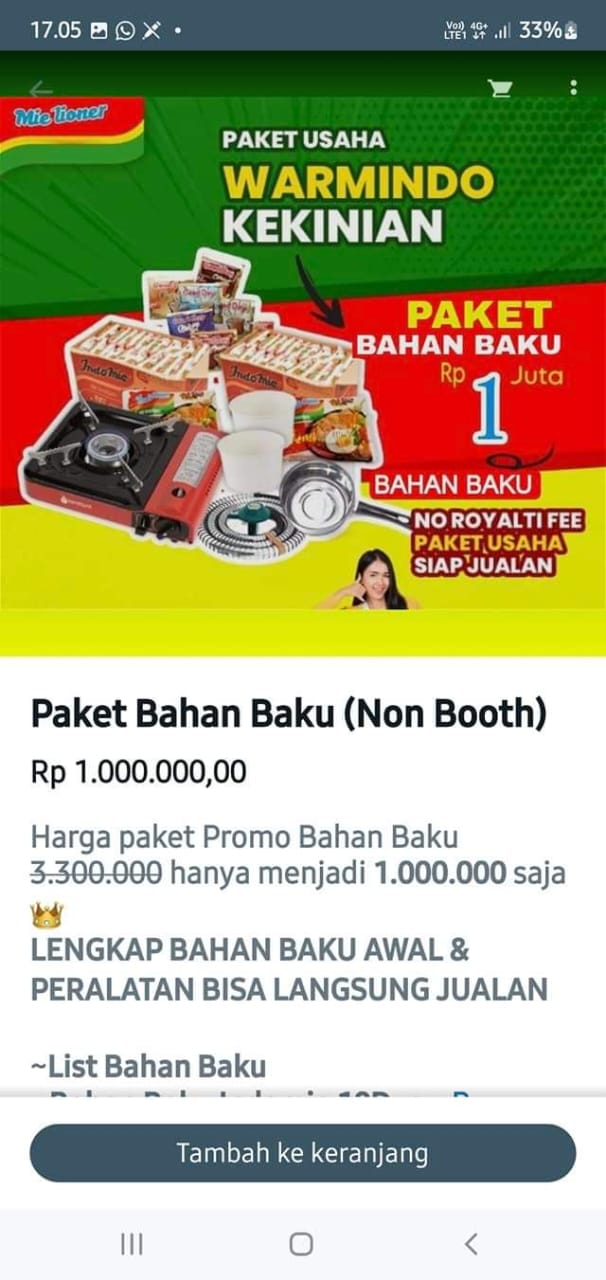 17.05
Vo)) 4G+
LTE1
33%
Mie Tioner
PAKET USAHA
WARMINDO
KEKINIAN
PAKET
BAHAN BAKU
Rp 1 Juta
Indomie
Indomie
BAHAN BAKU
NO ROYALTI FEE
PAKET USAHA
SIAP JUALAN
Paket Bahan Baku (Non Booth)
Rp 1.000.000,00
Harga paket Promo Bahan Baku
3.300.000 hanya menjadi 1.000.000 saja
👑
LENGKAP BAHAN BAKU AWAL &
PERALATAN BISA LANGSUNG JUALAN
~List Bahan Baku
Tambah ke keranjang